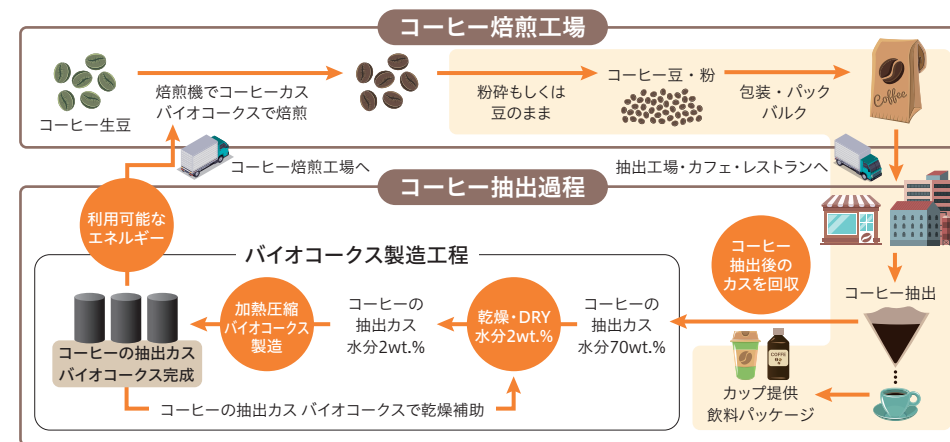 コーヒー焙煎工場
コーヒー生豆
焙煎機でコーヒーカス
バイオコークスで焙煎
粉砕もしくは
豆のまま
コーヒー豆・粉
包装・パック
バルク
Coffee
コーヒー焙煎工場へ
抽出工場・カフェ・レストランへ
コーヒー抽出過程
利用可能な
エネルギー
コーヒー
抽出後の
カスを回収
コーヒー抽出
カップ提供
飲料パッケージ
COFFE
バイオコークス製造工程
コーヒーの
抽出カス
水分70wt.%
乾燥・DRY
水分2wt.%
コーヒーの
抽出カス
水分2wt.%
加熱圧縮
バイオコークス
製造
コーヒーの抽出カス
バイオコークス完成
コーヒーの抽出カス バイオコークスで乾燥補助